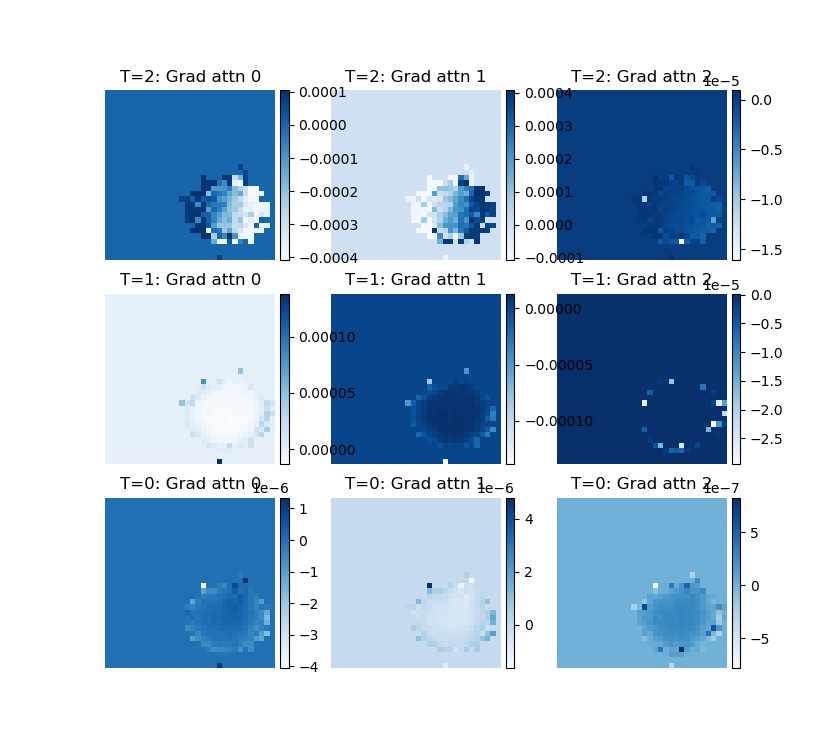 T=2: Grad attn 0
T=2: Grad attn 1
T=2: Grad attn 2
1e−5
0.0001
0.0000
−0.0001
−0.0002
−0.0003
−0.0004
0.0004
0.0003
0.0002
0.0001
0.0000
−0.0001
0.0
−0.5
−1.0
−1.5
T=1: Grad attn 0
T=1: Grad attn 1
T=1: Grad attn 2
1e−5
0.00010
0.00005
0.00000
0.00000
−0.00005
−0.00010
0.0
−0.5
−1.0
−1.5
−2.0
−2.5
T=0: Grad attn 0
1e−6
T=0: Grad attn 1
1e−6
T=0: Grad attn 2
1e−7
1
0
−1
−2
−3
−4
4
2
0
5
0
−5